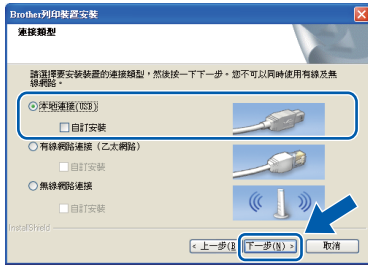 Brother列印裝置安裝
連接類型
請選擇要安裝裝置的連接類型，然後按一下下一步。您不可以同時使用有線及無
線網路。
本地連接(USB)
自訂安裝
有線網路連接（乙太網路）
自訂安裝
無線網路連接
自訂安裝
InstallShield
< 上一步(B 下一步(N) > 取消